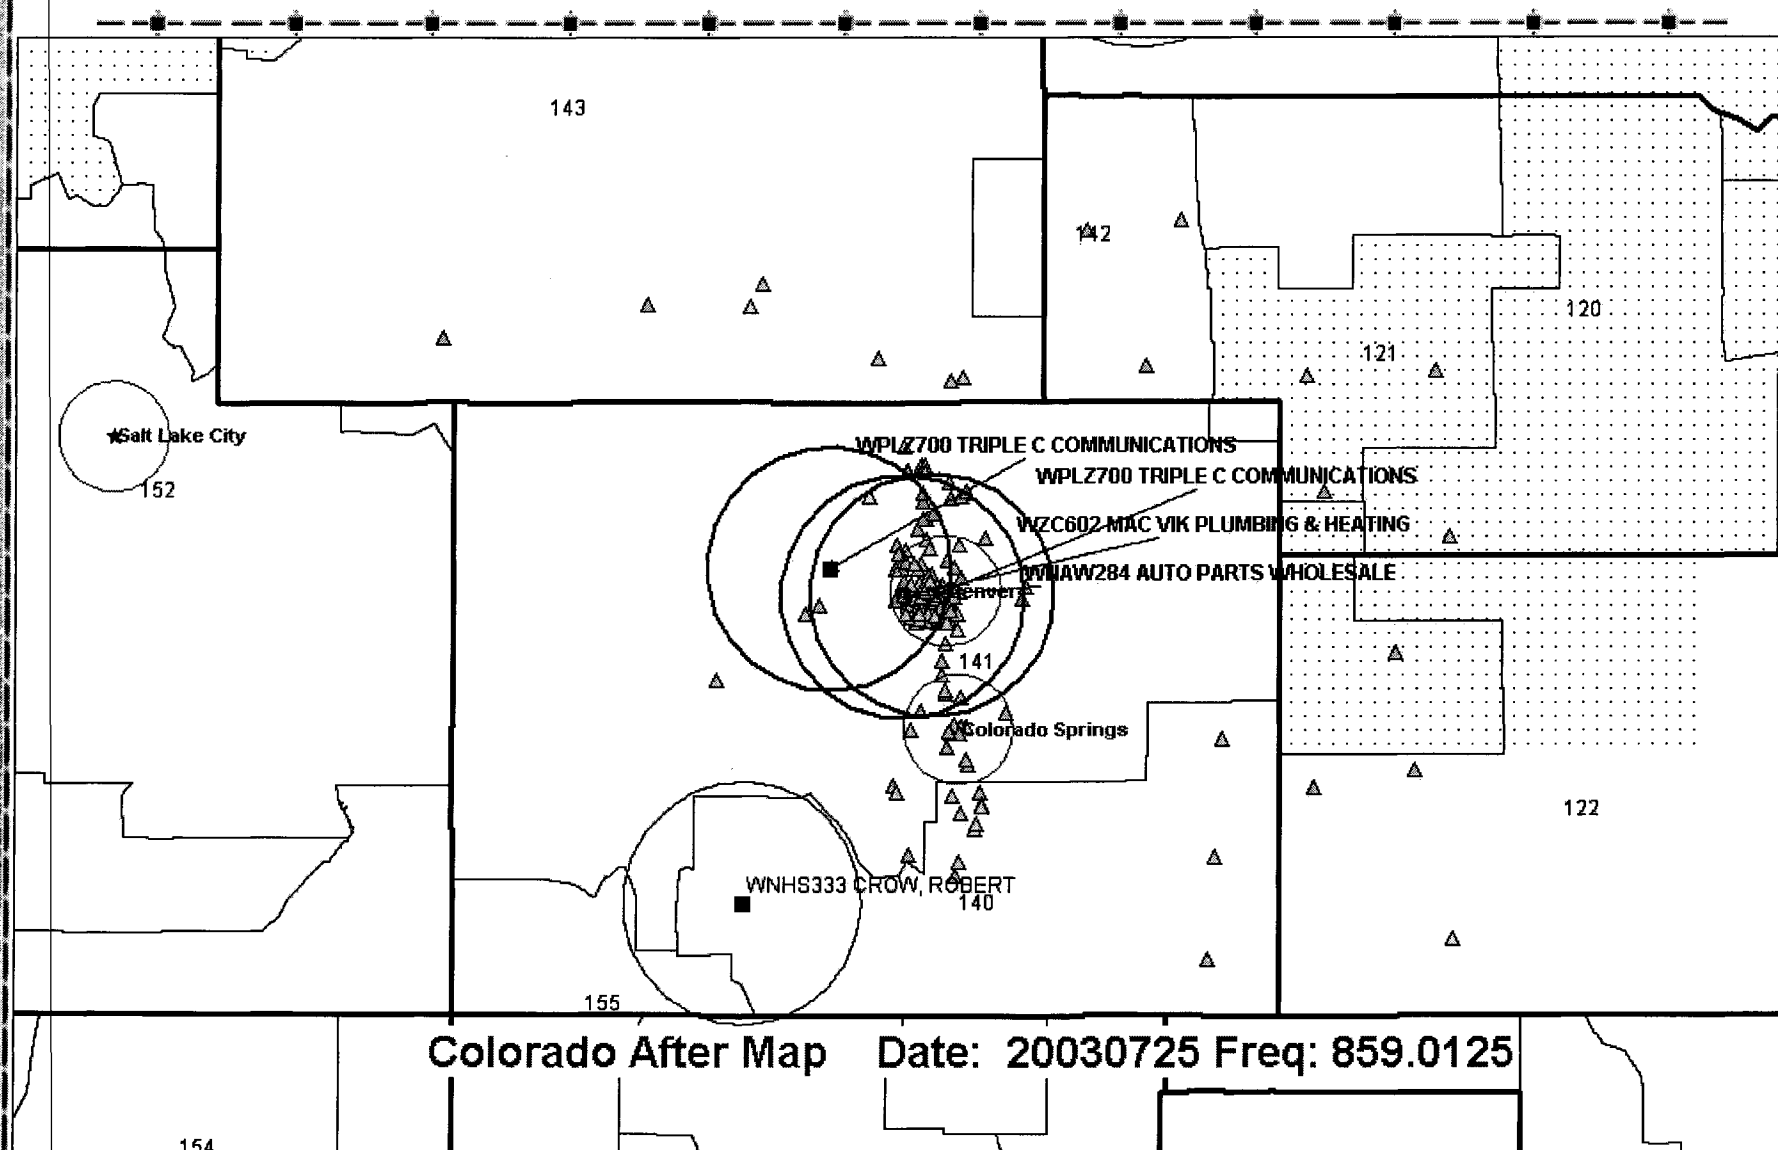 143
142
120
121
Salt Lake City
WPLZ700 TRIPLE C COMMUNICATIONS
WPLZ700 TRIPLE C COMMUNICATIONS
152
WZC602 MAC VIK PLUMBING & HEATING
WNAW284 AUTO PARTS WHOLESALE
Denver
141
Colorado Springs
122
WNHS333 CROW, ROBERT
140
155
Colorado After Map Date: 20030725 Freq: 859.0125
154